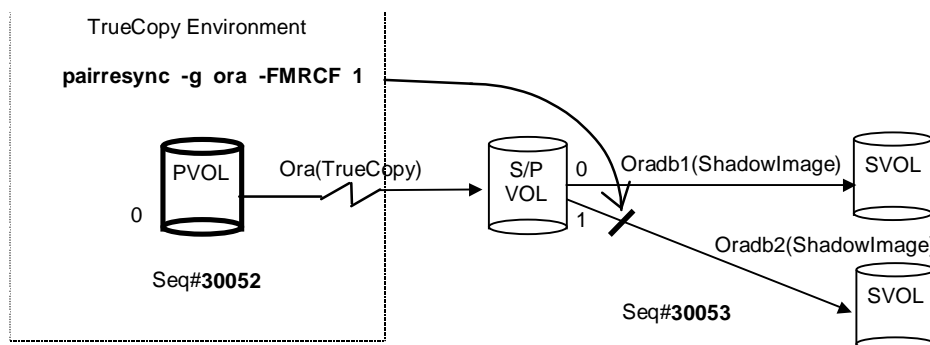 TrueCopy Environment
pairresync -g ora -FMRCF 1
PVOL
Ora(TrueCopy)
S/P
VOL
0
Oradb1(ShadowImage)
SVOL
0
1
Oradb2(ShadowImage)
Seq#30052
Seq#30053
SVOL